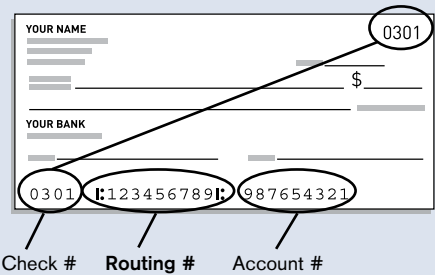 YOUR NAME
0301
$
YOUR BANK
0301 ⑆123456789⑆ 987654321
Check # Routing # Account #